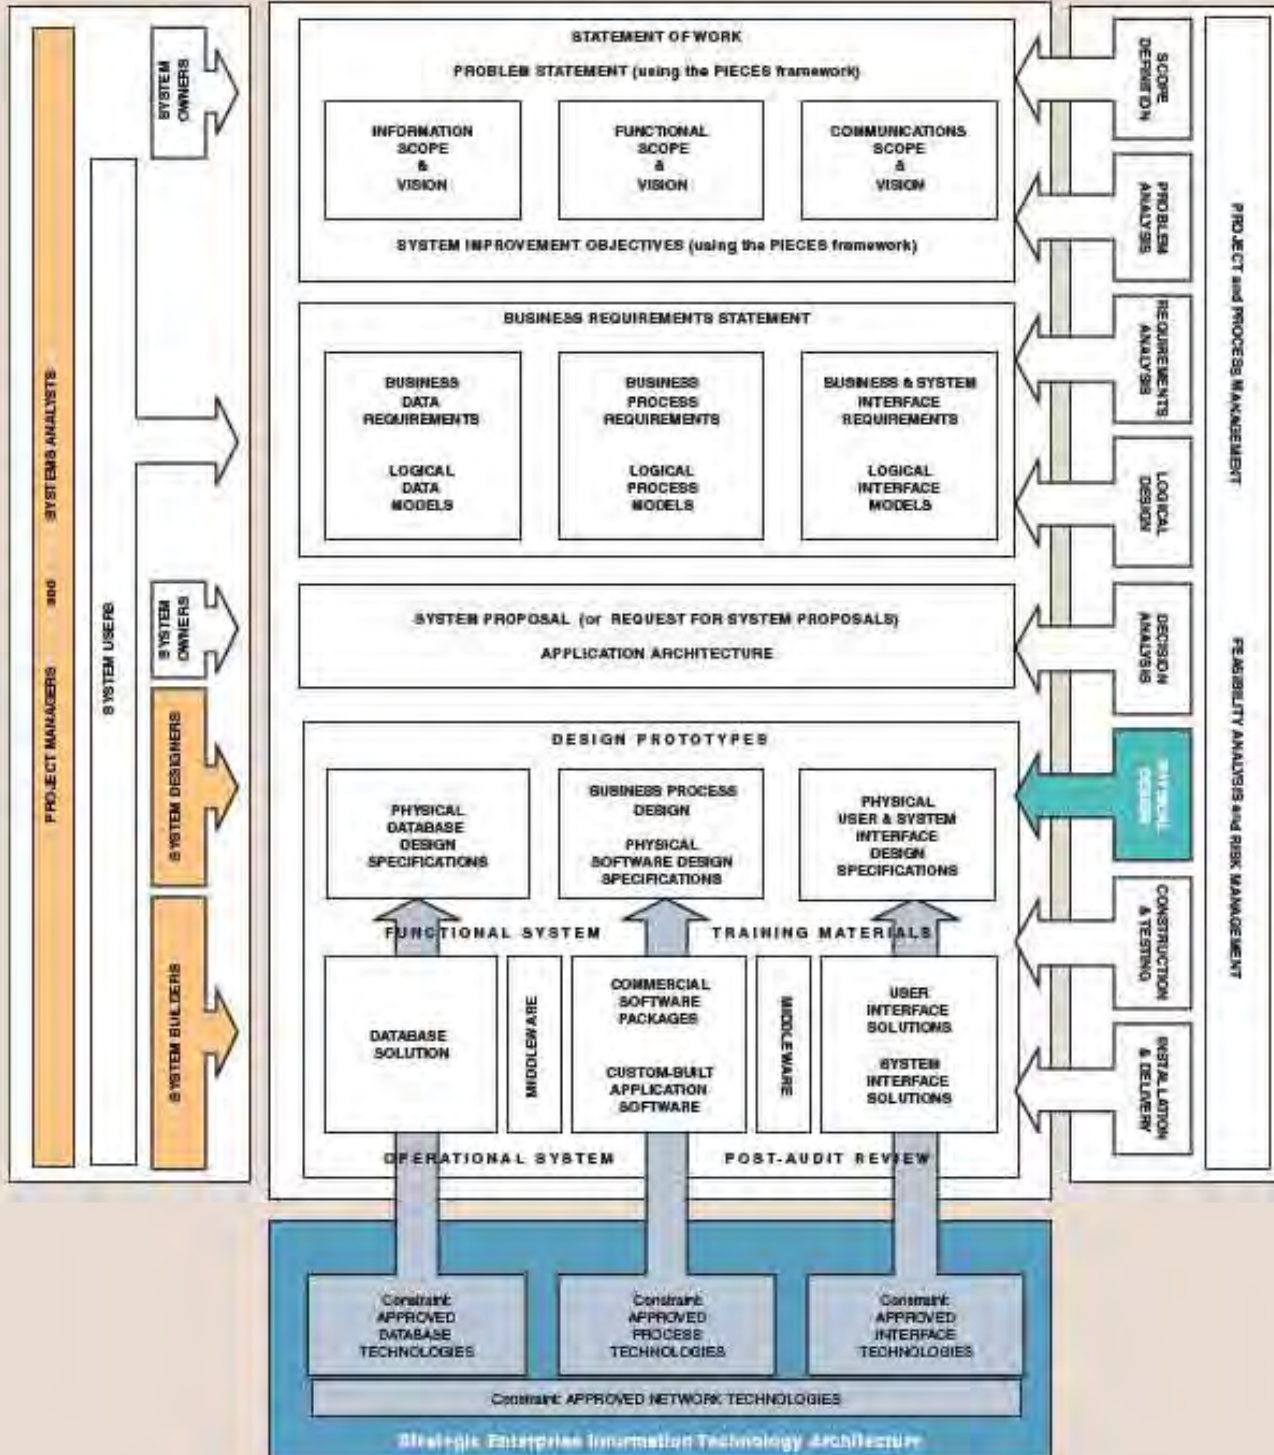 STATEMENT OF WORK
PROBLEM STATEMENT (using the PIECES framework)
INFORMATION
SCOPE
&
VISION
FUNCTIONAL
SCOPE
&
VISION
COMMUNICATIONS
SCOPE
&
VISION
SYSTEM IMPROVEMENT OBJECTIVES (using the PIECES framework)
BUSINESS REQUIREMENTS STATEMENT
BUSINESS
DATA
REQUIREMENTS
LOGICAL
DATA
MODELS
BUSINESS
PROCESS
REQUIREMENTS
LOGICAL
PROCESS
MODELS
BUSINESS & SYSTEM
INTERFACE
REQUIREMENTS
LOGICAL
INTERFACE
MODELS
SYSTEM PROPOSAL (or REQUEST FOR SYSTEM PROPOSALS)
APPLICATION ARCHITECTURE
DESIGN PROTOTYPES
PHYSICAL
DATABASE
DESIGN
SPECIFICATIONS
BUSINESS PROCESS
DESIGN
PHYSICAL
SOFTWARE DESIGN
SPECIFICATIONS
PHYSICAL
USER & SYSTEM
INTERFACE
DESIGN
SPECIFICATIONS
FUNCTIONAL SYSTEM
TRAINING MATERIALS
DATABASE
SOLUTION
MIDDLEWARE
COMMERCIAL
SOFTWARE
PACKAGES
CUSTOM-BUILT
APPLICATION
SOFTWARE
MIDDLEWARE
USER
INTERFACE
SOLUTIONS
SYSTEM
INTERFACE
SOLUTIONS
OPERATIONAL SYSTEM
POST-AUDIT REVIEW
Constraint:
APPROVED
DATABASE
TECHNOLOGIES
Constraint:
APPROVED
PROCESS
TECHNOLOGIES
Constraint:
APPROVED
INTERFACE
TECHNOLOGIES
Constraint: APPROVED NETWORK TECHNOLOGIES
Strategic Enterprise Information Technology Architecture
PROJECT MANAGERS and SYSTEMS ANALYSTS
SYSTEM USERS
SYSTEM
OWNERS
SYSTEM
OWNERS
SYSTEM DESIGNERS
SYSTEM BUILDERS
SCOPE
DEFINITION
PROBLEM
ANALYSIS
REQUIREMENTS
ANALYSIS
LOGICAL
DESIGN
DECISION
ANALYSIS
PHYSICAL
DESIGN
CONSTRUCTION
& TESTING
INSTALLATION
& DELIVERY
PROJECT and PROCESS MANAGEMENT
FEASIBILITY ANALYSIS and RISK MANAGEMENT